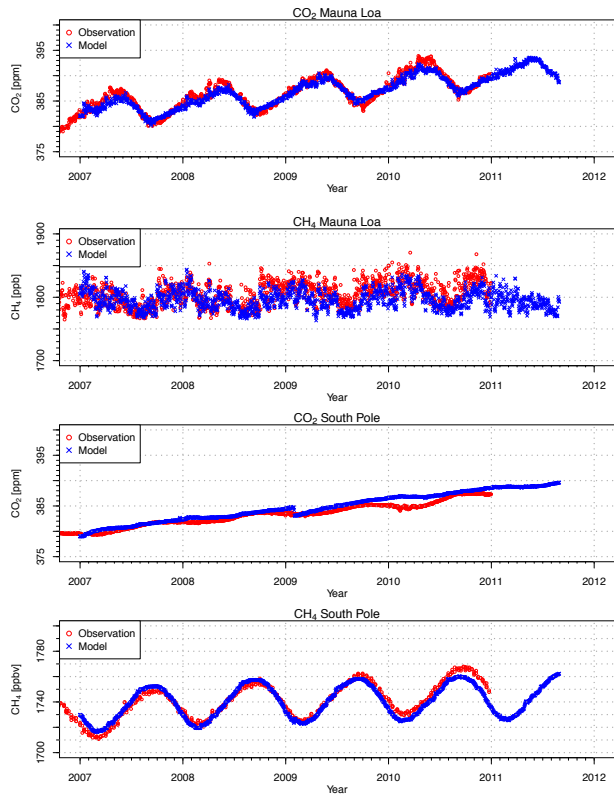 CO2 Mauna Loa
Observation
Model
CO2 [ppm]
395
385
375
2007 2008 2009 2010 2011 2012
Year
CH4 Mauna Loa
Observation
Model
CH4 [ppb]
1900
1800
1700
2007 2008 2009 2010 2011 2012
Year
CO2 South Pole
Observation
Model
CO2 [ppm]
395
385
375
2007 2008 2009 2010 2011 2012
Year
CH4 South Pole
Observation
Model
CH4 [ppbv]
1780
1740
1700
2007 2008 2009 2010 2011 2012
Year